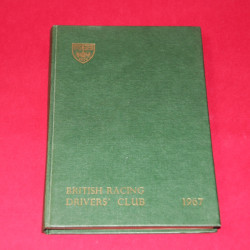 BRITISH RACING
DRIVERS' CLUB 1967